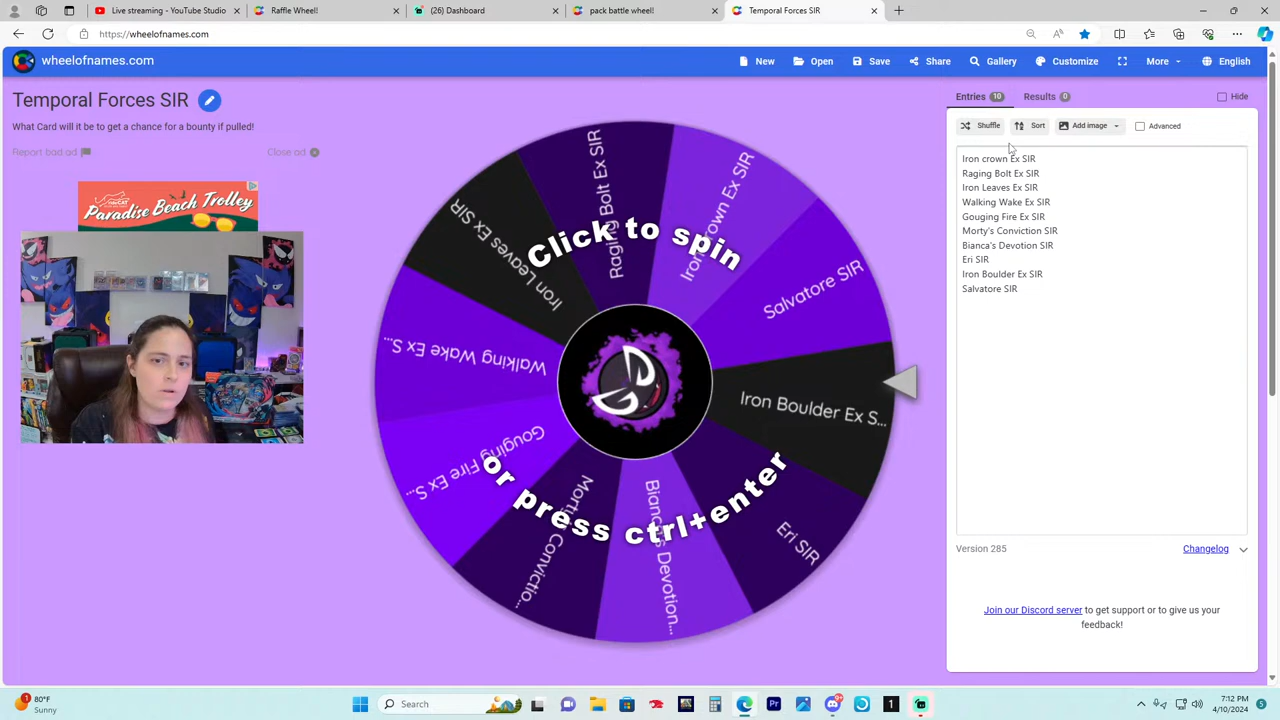 Live streaming - YouTube Studio
Raffle Wheel!
(26) Dashboard
pack battle wheel!
Temporal Forces SIR
https://wheelofnames.com
wheelofnames.com
New
Open
Save
Share
Gallery
Customize
More
English
Temporal Forces SIR
What Card will it be to get a chance for a bounty if pulled!
Report bad ad
Close ad
rideCAT
Paradise Beach Trolley
Entries 10
Results 0
Hide
Shuffle
Sort
Add image
Advanced
Iron crown Ex SIR
Raging Bolt Ex SIR
Iron Leaves Ex SIR
Walking Wake Ex SIR
Gouging Fire Ex SIR
Morty's Conviction SIR
Bianca's Devotion SIR
Eri SIR
Iron Boulder Ex SIR
Salvatore SIR
Click to spin
or press ctrl+enter
Raging Bolt Ex SIR
Iron crown Ex SIR
Salvatore SIR
Iron Boulder Ex S...
Eri SIR
Bianca's Devotion...
Morty's Convictio...
Gouging Fire Ex S...
Walking Wake Ex S...
Iron Leaves Ex SIR
DG
Version 285
Changelog
Join our Discord server to get support or to give us your
feedback!
1
80°F
Sunny
Search
9+
1
7:12 PM
4/10/2024
5